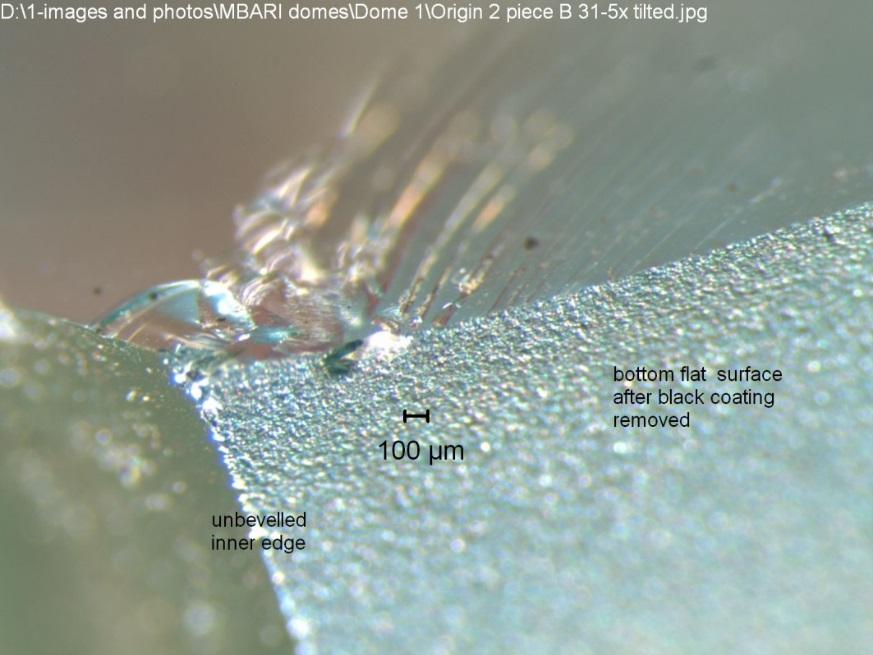 D:\1-images and photos\MBARI domes\Dome 1\Origin 2 piece B 31-5x tilted.jpg
bottom flat surface
after black coating
removed
100 µm
unbevelled
inner edge